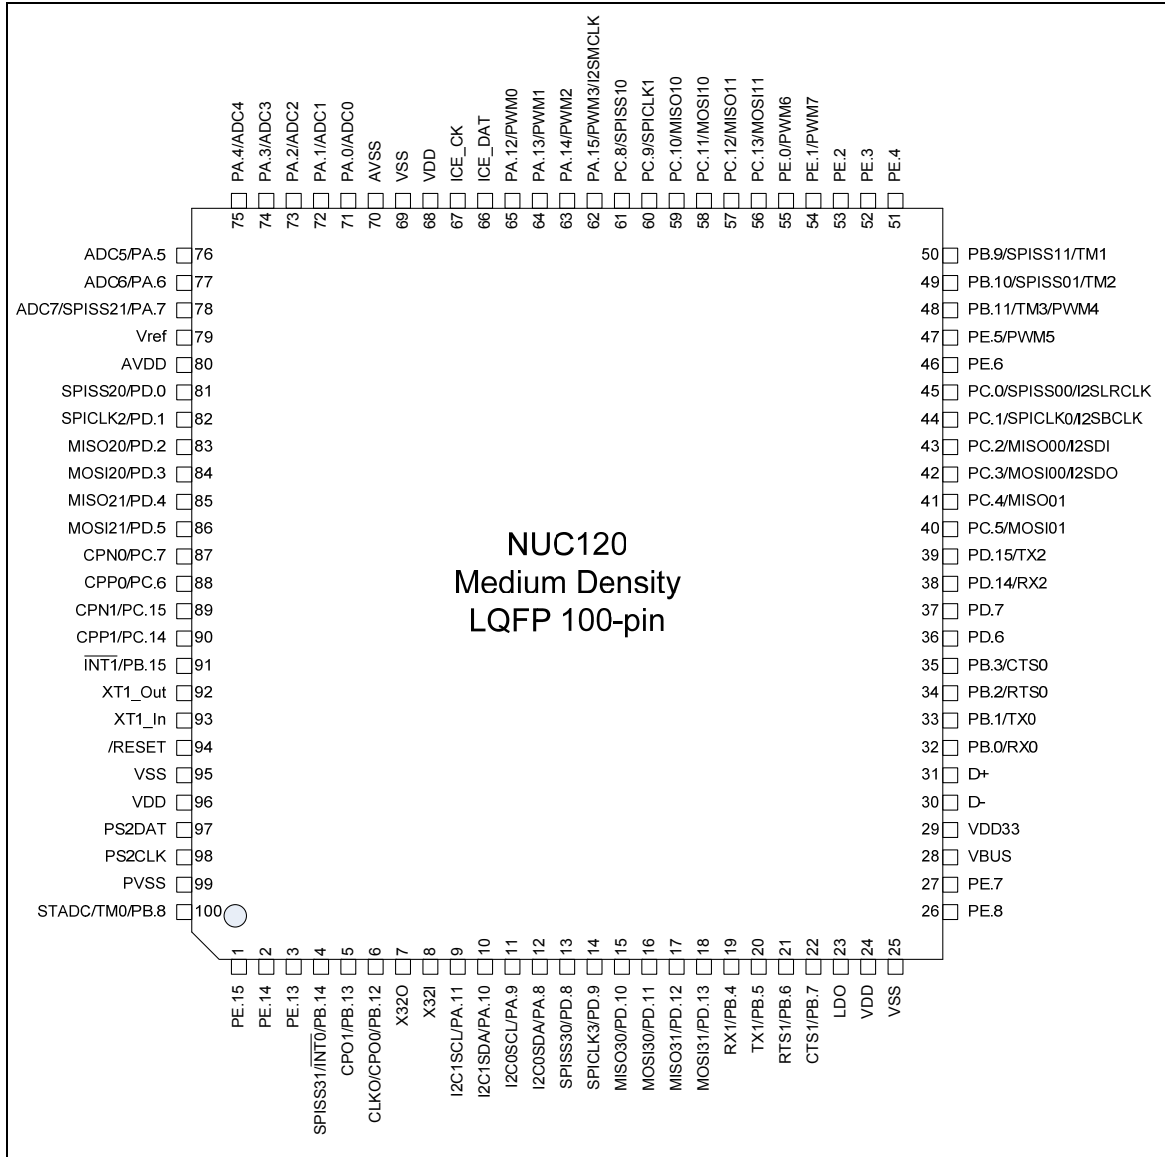 PA.4/ADC4
PA.3/ADC3
PA.2/ADC2
PA.1/ADC1
PA.0/ADC0
AVSS
VSS
VDD
ICE_CK
ICE_DAT
PA.12/PWM0
PA.13/PWM1
PA.14/PWM2
PA.15/PWM3/I2SMCLK
PC.8/SPISS10
PC.9/SPICLK1
PC.10/MISO10
PC.11/MOSI10
PC.12/MISO11
PC.13/MOSI11
PE.0/PWM6
PE.1/PWM7
PE.2
PE.3
PE.4
75 74 73 72 71 70 69 68 67 66 65 64 63 62 61 60 59 58 57 56 55 54 53 52 51
ADC5/PA.5 76
ADC6/PA.6 77
ADC7/SPISS21/PA.7 78
Vref 79
AVDD 80
SPISS20/PD.0 81
SPICLK2/PD.1 82
MISO20/PD.2 83
MOSI20/PD.3 84
MISO21/PD.4 85
MOSI21/PD.5 86
CPN0/PC.7 87
CPP0/PC.6 88
CPN1/PC.15 89
CPP1/PC.14 90
INT1/PB.15 91
XT1_Out 92
XT1_In 93
/RESET 94
VSS 95
VDD 96
PS2DAT 97
PS2CLK 98
PVSS 99
STADC/TM0/PB.8 100
NUC120
Medium Density
LQFP 100-pin
50 PB.9/SPISS11/TM1
49 PB.10/SPISS01/TM2
48 PB.11/TM3/PWM4
47 PE.5/PWM5
46 PE.6
45 PC.0/SPISS00/I2SLRCLK
44 PC.1/SPICLK0/I2SBCLK
43 PC.2/MISO00/I2SDI
42 PC.3/MOSI00/I2SDO
41 PC.4/MISO01
40 PC.5/MOSI01
39 PD.15/TX2
38 PD.14/RX2
37 PD.7
36 PD.6
35 PB.3/CTS0
34 PB.2/RTS0
33 PB.1/TX0
32 PB.0/RX0
31 D+
30 D-
29 VDD33
28 VBUS
27 PE.7
26 PE.8
1 2 3 4 5 6 7 8 9 10 11 12 13 14 15 16 17 18 19 20 21 22 23 24 25
PE.15
PE.14
PE.13
SPISS31/INT0/PB.14
CPO1/PB.13
CLKO/CPO0/PB.12
X32O
X32I
I2C1SCL/PA.11
I2C1SDA/PA.10
I2C0SCL/PA.9
I2C0SDA/PA.8
SPISS30/PD.8
SPICLK3/PD.9
MISO30/PD.10
MOSI30/PD.11
MISO31/PD.12
MOSI31/PD.13
RX1/PB.4
TX1/PB.5
RTS1/PB.6
CTS1/PB.7
LDO
VDD
VSS